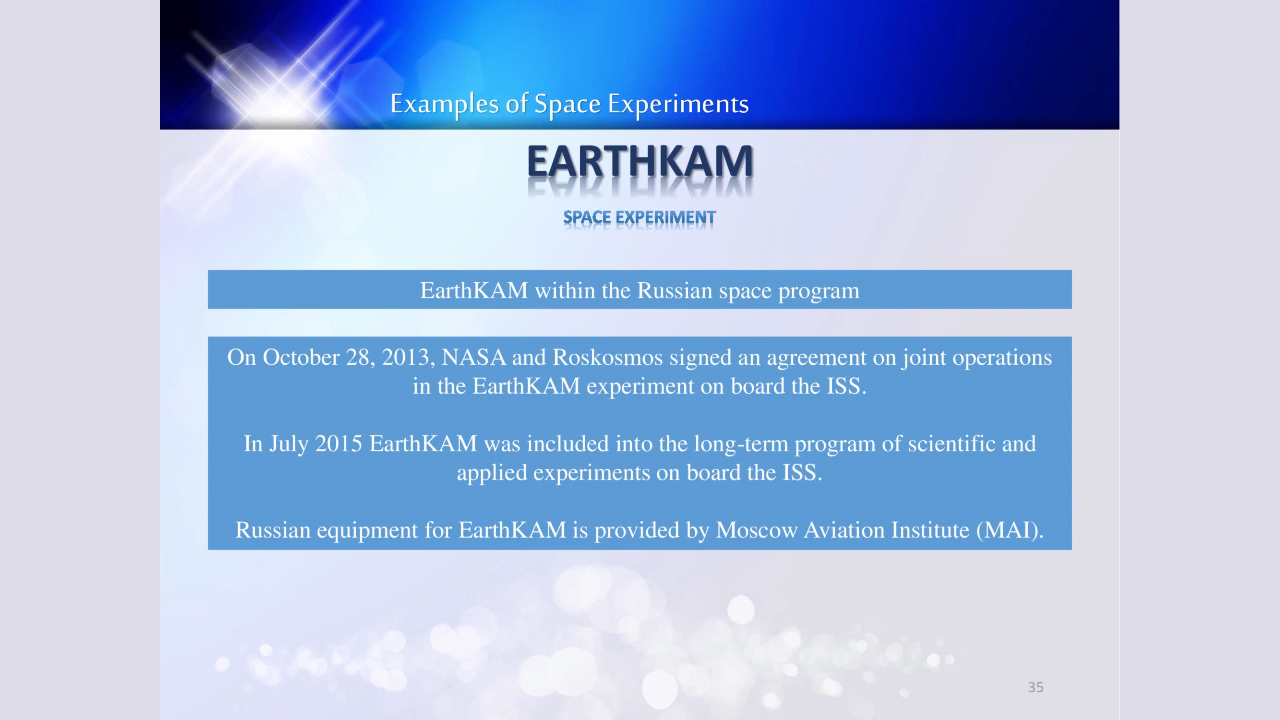 Examples of Space Experiments
EARTHKAM
SPACE EXPERIMENT
EarthKAM within the Russian space program
On October 28, 2013, NASA and Roskosmos signed an agreement on joint operations
in the EarthKAM experiment on board the ISS.
In July 2015 EarthKAM was included into the long-term program of scientific and
applied experiments on board the ISS.
Russian equipment for EarthKAM is provided by Moscow Aviation Institute (MAI).
35